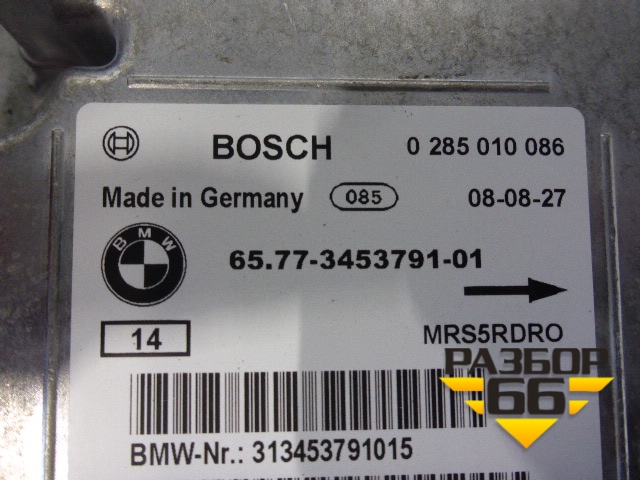 BOSCH 0 285 010 086
Made in Germany 085 08-08-27
BMW
65.77-3453791-01
14 MRS5RDRO
BMW-Nr.: 313453791015
РАЗБОР
66